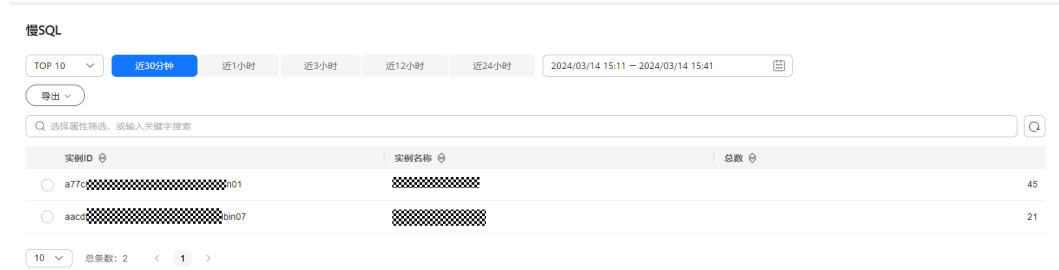 慢SQL
TOP 10 近30分钟 近1小时 近3小时 近12小时 近24小时 2024/03/14 15:11 — 2024/03/14 15:41
导出
选择属性筛选，或输入关键字搜索
实例ID 实例名称 总数
a77c n01 45
aacd bin07 21
10 总条数：2 1